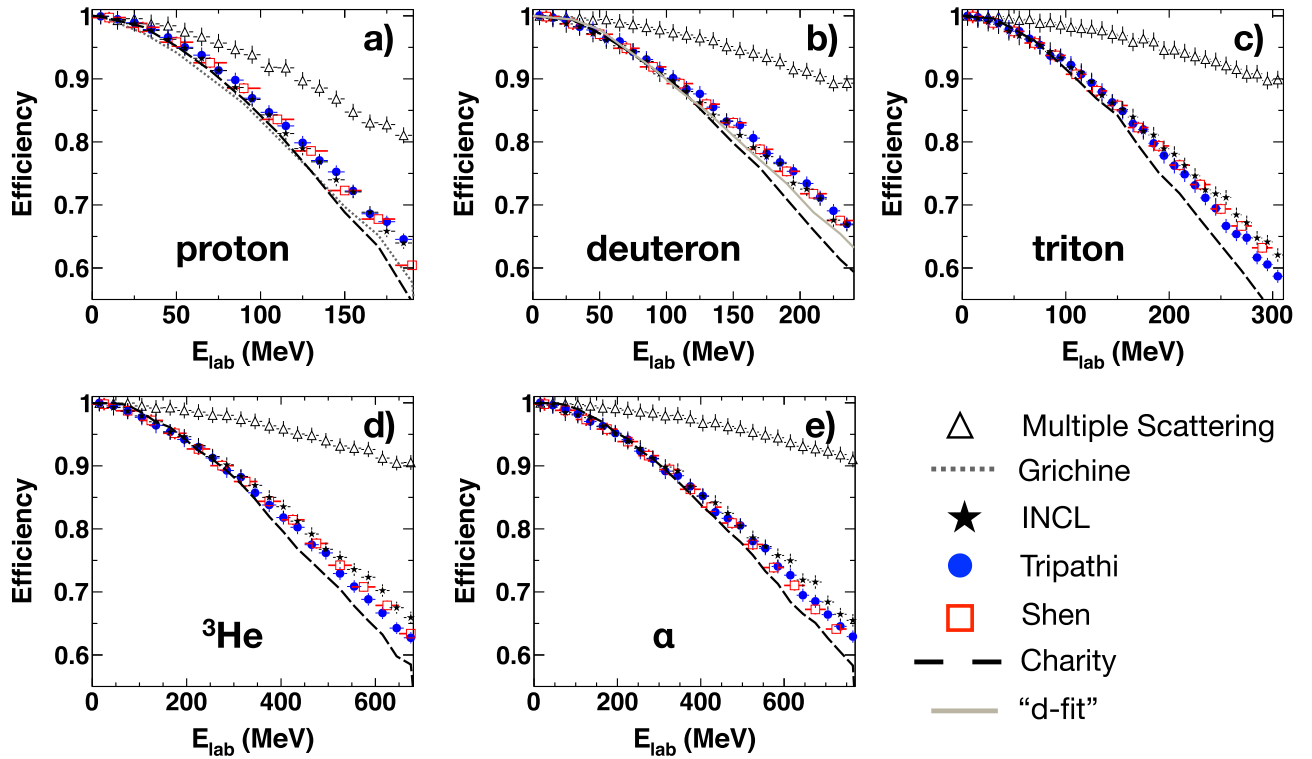 a)
1
0.9
0.8
0.7
0.6
Efficiency
proton
0 50 100 150
E_lab (MeV)
b)
1
0.9
0.8
0.7
0.6
Efficiency
deuteron
0 50 100 150 200
E_lab (MeV)
c)
1
0.9
0.8
0.7
0.6
Efficiency
triton
0 100 200 300
E_lab (MeV)
d)
1
0.9
0.8
0.7
0.6
Efficiency
³He
0 200 400 600
E_lab (MeV)
e)
1
0.9
0.8
0.7
0.6
Efficiency
α
0 200 400 600
E_lab (MeV)
Multiple Scattering
Grichine
INCL
Tripathi
Shen
Charity
“d-fit”